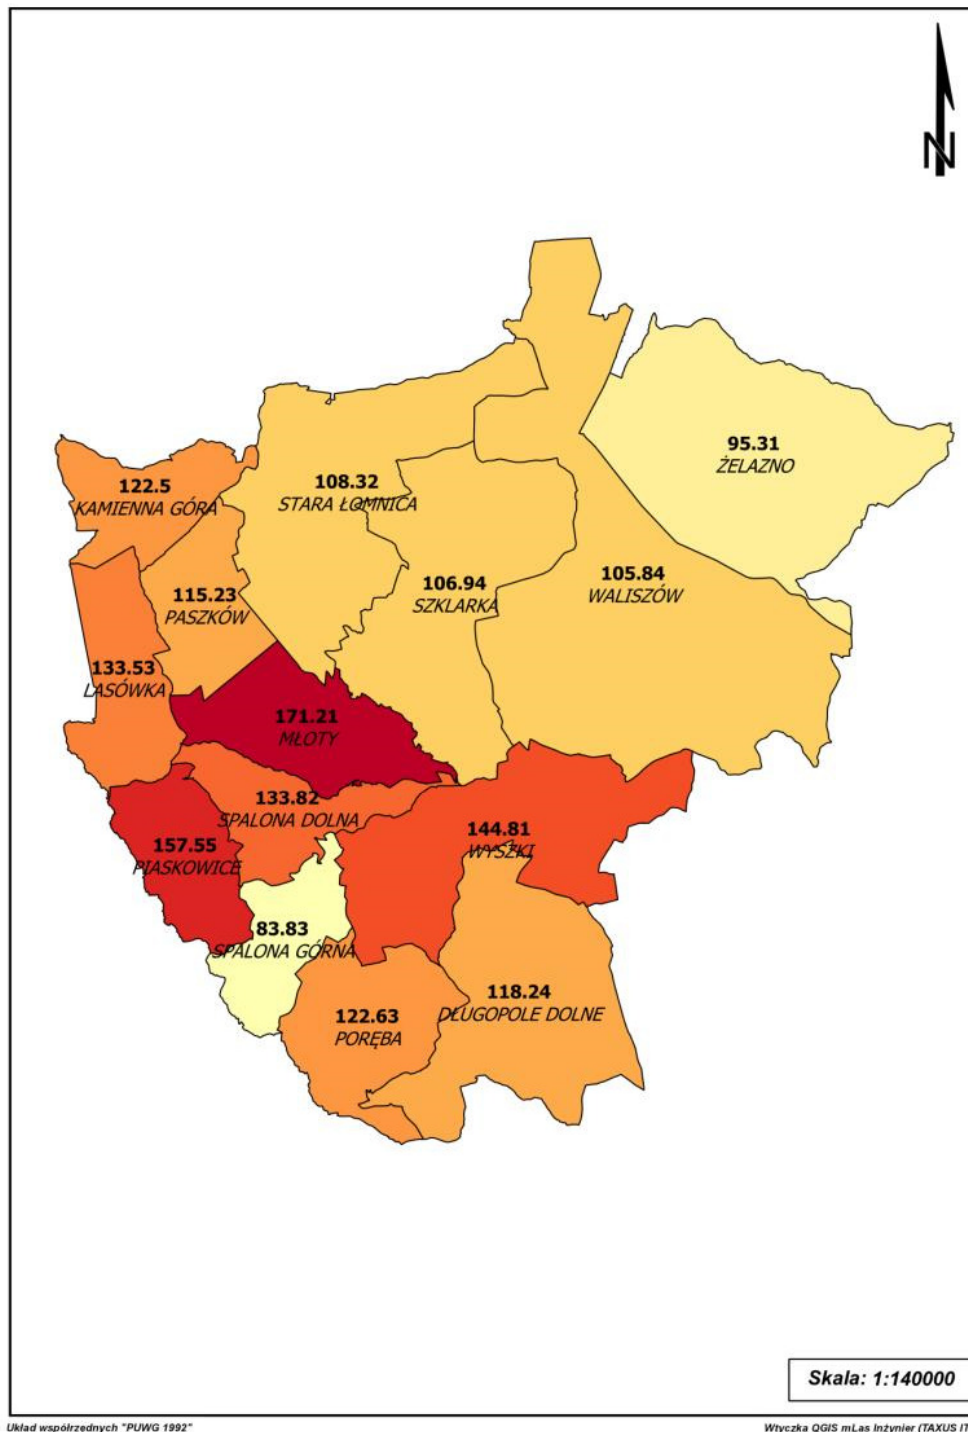 N
95.31
ŻELAZNO
122.5
KAMIENNA GÓRA
108.32
STARA ŁOMNICA
115.23
PASZKÓW
106.94
SZKLARKA
105.84
WALISZÓW
133.53
LASÓWKA
171.21
MŁOTY
133.82
SPALONA DOLNA
157.55
PIASKOWICE
144.81
WYSZKI
83.83
SPALONA GÓRNA
122.63
PORĘBA
118.24
DŁUGOPOLE DOLNE
Skala: 1:140000
Układ współrzednych "PUWG 1992"
Wtyczka QGIS mLas Inżynier (TAXUS IT